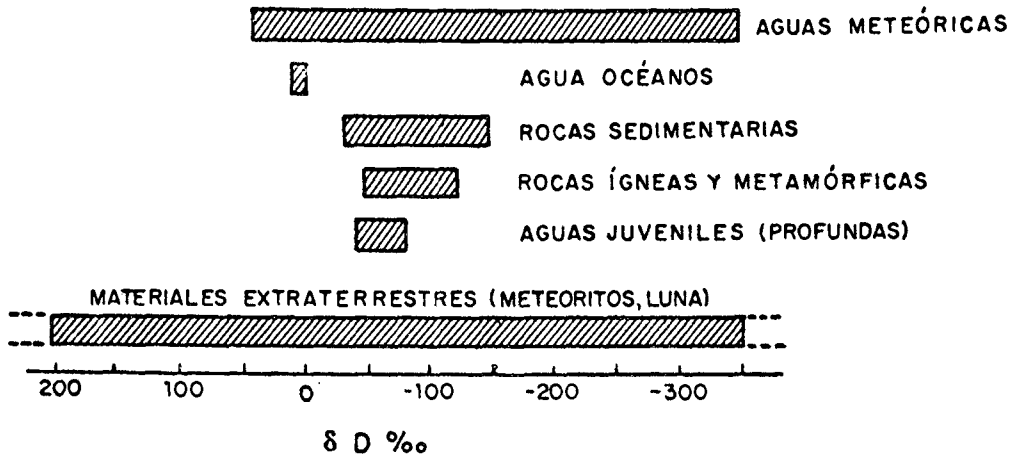 AGUAS METEÓRICAS
AGUA OCÉANOS
ROCAS SEDIMENTARIAS
ROCAS ÍGNEAS Y METAMÓRFICAS
AGUAS JUVENILES (PROFUNDAS)
MATERIALES EXTRATERRESTRES (METEORITOS, LUNA)
200 100 0 -100 -200 -300
δ D ‰